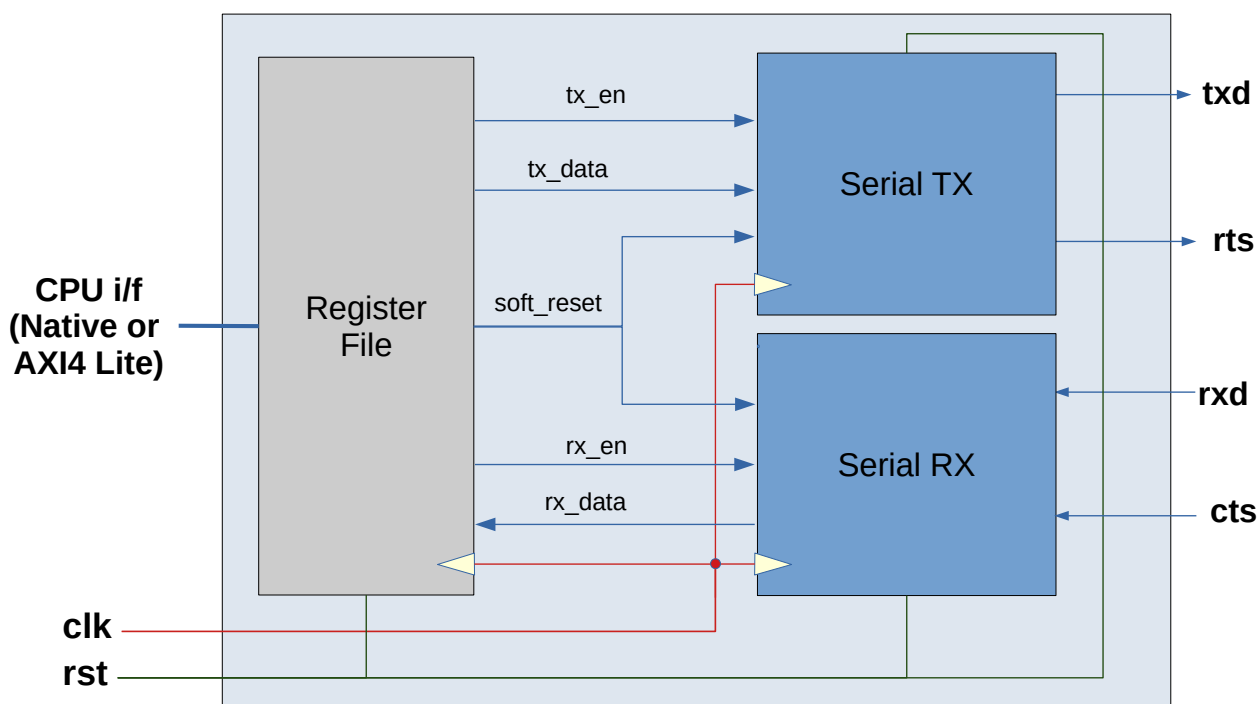 tx_en
txd
tx_data
Serial TX
rts
CPU i/f
(Native or
AXI4 Lite)
Register
File
soft_reset
rxd
rx_en
Serial RX
rx_data
cts
clk
rst